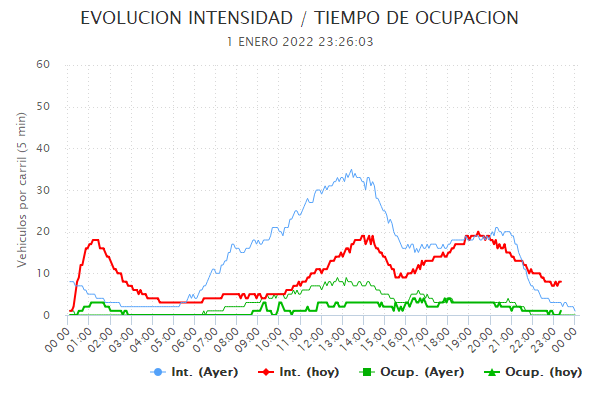 EVOLUCION INTENSIDAD / TIEMPO DE OCUPACION
1 ENERO 2022 23:26:03
Vehiculos por carril (5 min)
60
50
40
30
20
10
0
00:00 01:00 02:00 03:00 04:00 05:00 06:00 07:00 08:00 09:00 10:00 11:00 12:00 13:00 14:00 15:00 16:00 17:00 18:00 19:00 20:00 21:00 22:00 23:00 00:00
Int. (Ayer) Int. (hoy) Ocup. (Ayer) Ocup. (hoy)